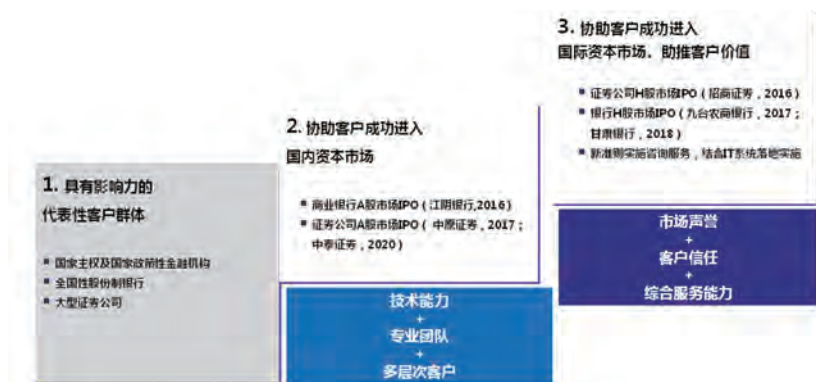 1. 具有影响力的
代表性客户群体
▪ 国家主权及国家政策性金融机构
▪ 全国性股份制银行
▪ 大型证券公司
2. 协助客户成功进入
国内资本市场
▪ 商业银行A股市场IPO（江阴银行,2016）
▪ 证券公司A股市场IPO（ 中原证券，2017；
中泰证券，2020）
技术能力
+
专业团队
+
多层次客户
3. 协助客户成功进入
国际资本市场、助推客户价值
▪ 证券公司H股市场IPO（招商证券，2016）
▪ 银行H股市场IPO（九台农商银行，2017；
甘肃银行，2018）
▪ 新准则实施咨询服务，结合IT系统落地实施
市场声誉
+
客户信任
+
综合服务能力